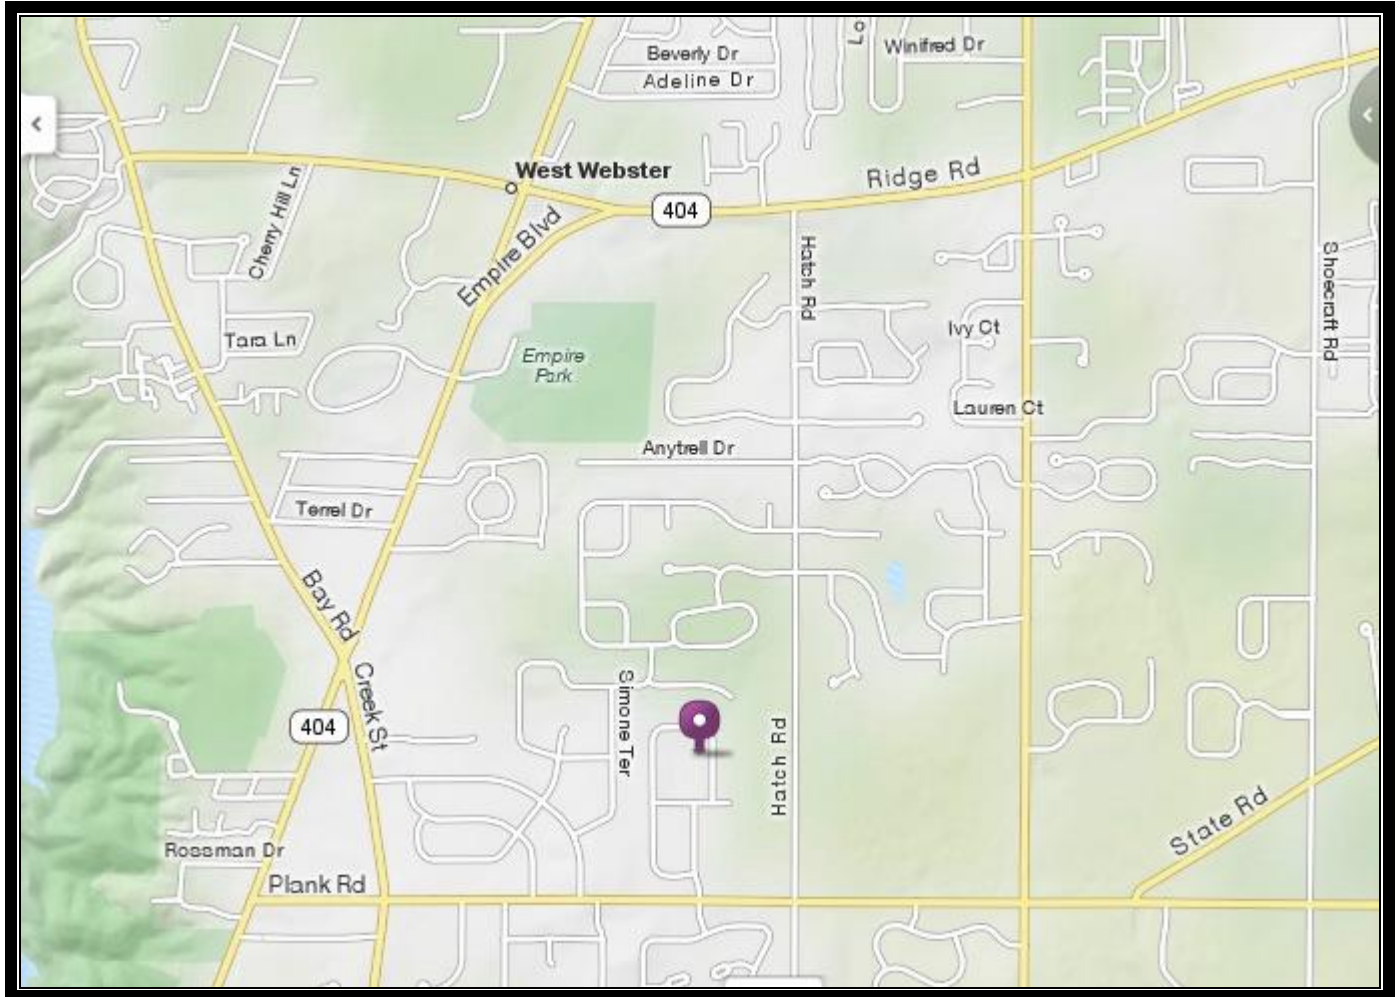 Lo
Winifred Dr
Beverly Dr
Adeline Dr
West Webster
Ridge Rd
404
Cherry Hill Ln
Empire Blvd
Hatch Rd
Shoecraft Rd
Tara Ln
Ivy Ct
Empire
Park
Lauren Ct
Anytrell Dr
Terrel Dr
Bay Rd
Creek St
Simone Ter
404
Hatch Rd
State Rd
Rossman Dr
Plank Rd